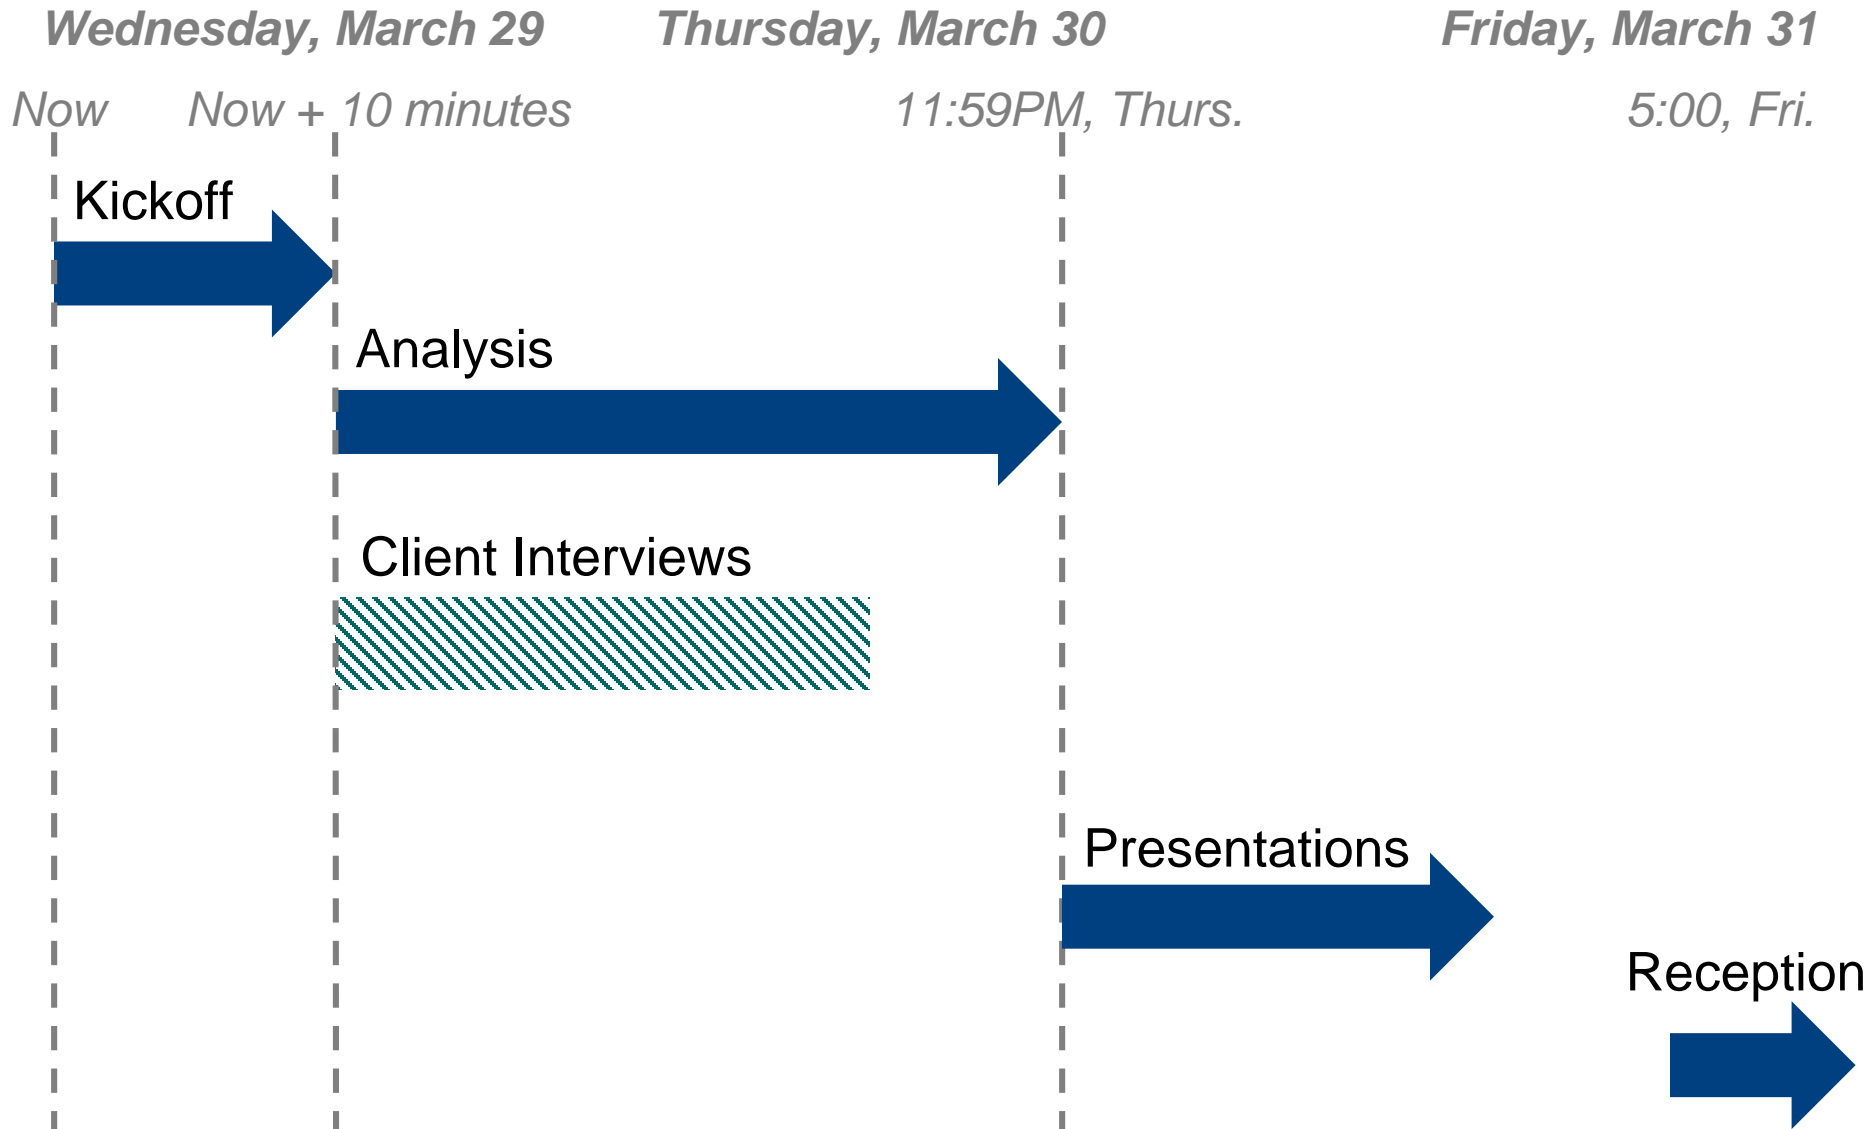 Wednesday, March 29 Thursday, March 30 Friday, March 31
Now Now + 10 minutes 11:59PM, Thurs. 5:00, Fri.
Kickoff
Analysis
Client Interviews
Presentations
Reception